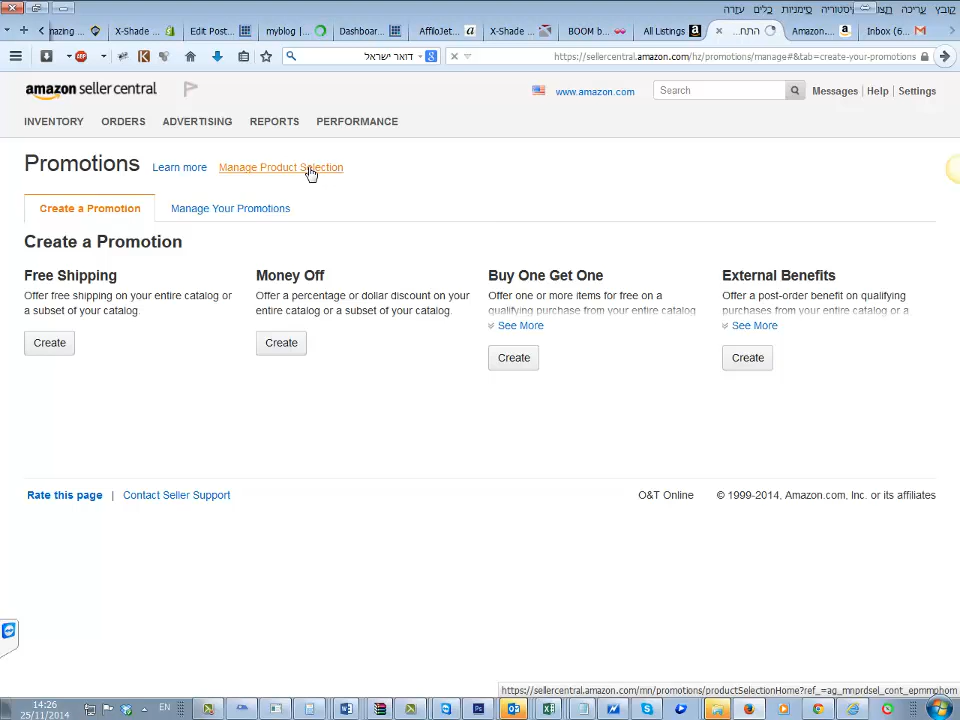 קובץ עריכה תצו היסטוריה סימניות כלים עזרה
nazing ... X-Shade ... Edit Post... myblog |... Dashboar... AffloJet... X-Shade ... BOOM b... All Listings ...התח Amazon... Inbox (6...
דואר ישראל https://sellercentral.amazon.com/hz/promotions/manage#&tab=create-your-promotions
amazon seller central www.amazon.com Search Messages | Help | Settings
INVENTORY ORDERS ADVERTISING REPORTS PERFORMANCE
Promotions Learn more Manage Product Selection
Create a Promotion Manage Your Promotions
Create a Promotion
Free Shipping
Offer free shipping on your entire catalog or
a subset of your catalog.
Create
Money Off
Offer a percentage or dollar discount on your
entire catalog or a subset of your catalog.
Create
Buy One Get One
Offer one or more items for free on a
qualifying purchase from your entire catalog
See More
Create
External Benefits
Offer a post-order benefit on qualifying
purchases from your entire catalog or a
See More
Create
Rate this page | Contact Seller Support O&T Online © 1999-2014, Amazon.com, Inc. or its affiliates
https://sellercentral.amazon.com/mn/promotions/productSelectionHome?ref_=ag_mnprdsel_cont_epmmphom
14:26
25/11/2014
EN